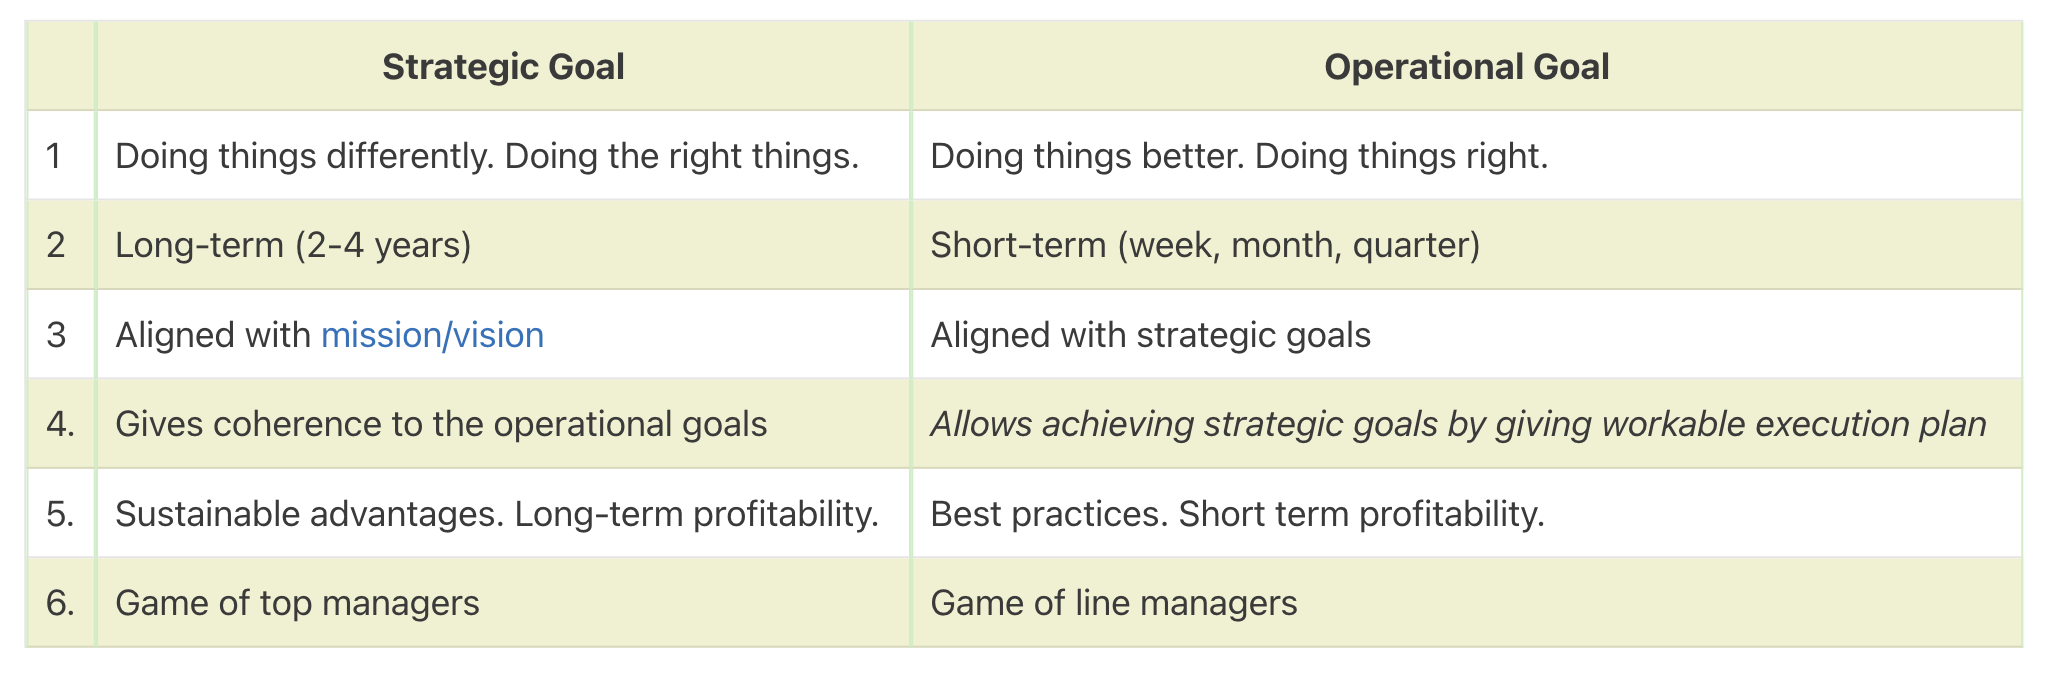 Strategic Goal Operational Goal
1 Doing things differently. Doing the right things. Doing things better. Doing things right.
2 Long-term (2-4 years) Short-term (week, month, quarter)
3 Aligned with mission/vision Aligned with strategic goals
4. Gives coherence to the operational goals Allows achieving strategic goals by giving workable execution plan
5. Sustainable advantages. Long-term profitability. Best practices. Short term profitability.
6. Game of top managers Game of line managers